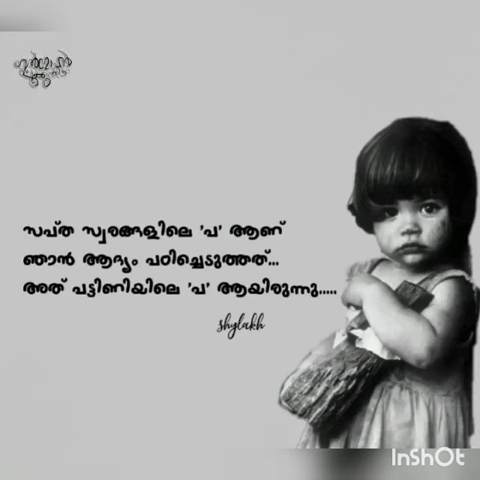 സപ്ത സ്വരങ്ങളിലെ 'പ' ആണ്
ഞാൻ ആദ്യം പഠിച്ചെടുത്തത്...
അത് പട്ടിണിയിലെ 'പ' ആയിരുന്നു.....
shylakh
InShOt